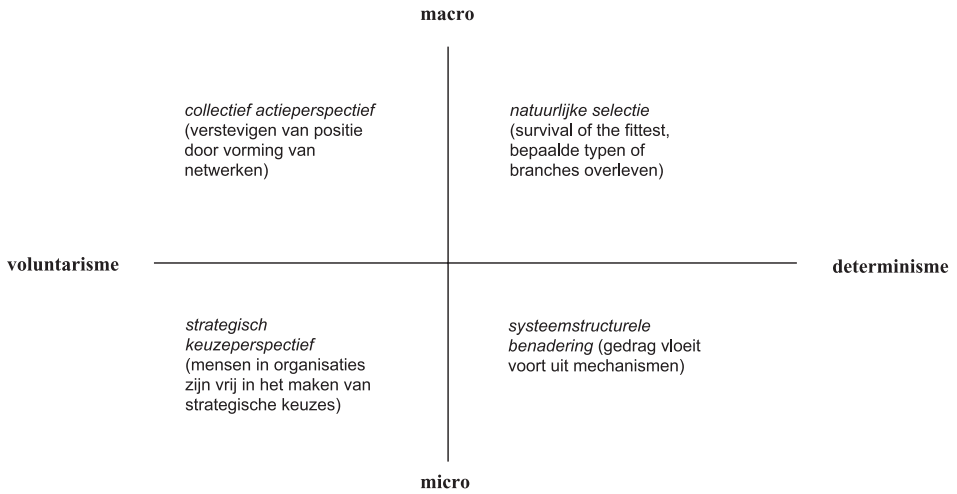 macro
collectief actieperspectief
(verstevigen van positie
door vorming van
netwerken)
natuurlijke selectie
(survival of the fittest,
bepaalde typen of
branches overleven)
voluntarisme
determinisme
strategisch
keuzeperspectief
(mensen in organisaties
zijn vrij in het maken van
strategische keuzes)
systeemstructurele
benadering (gedrag vloeit
voort uit mechanismen)
micro